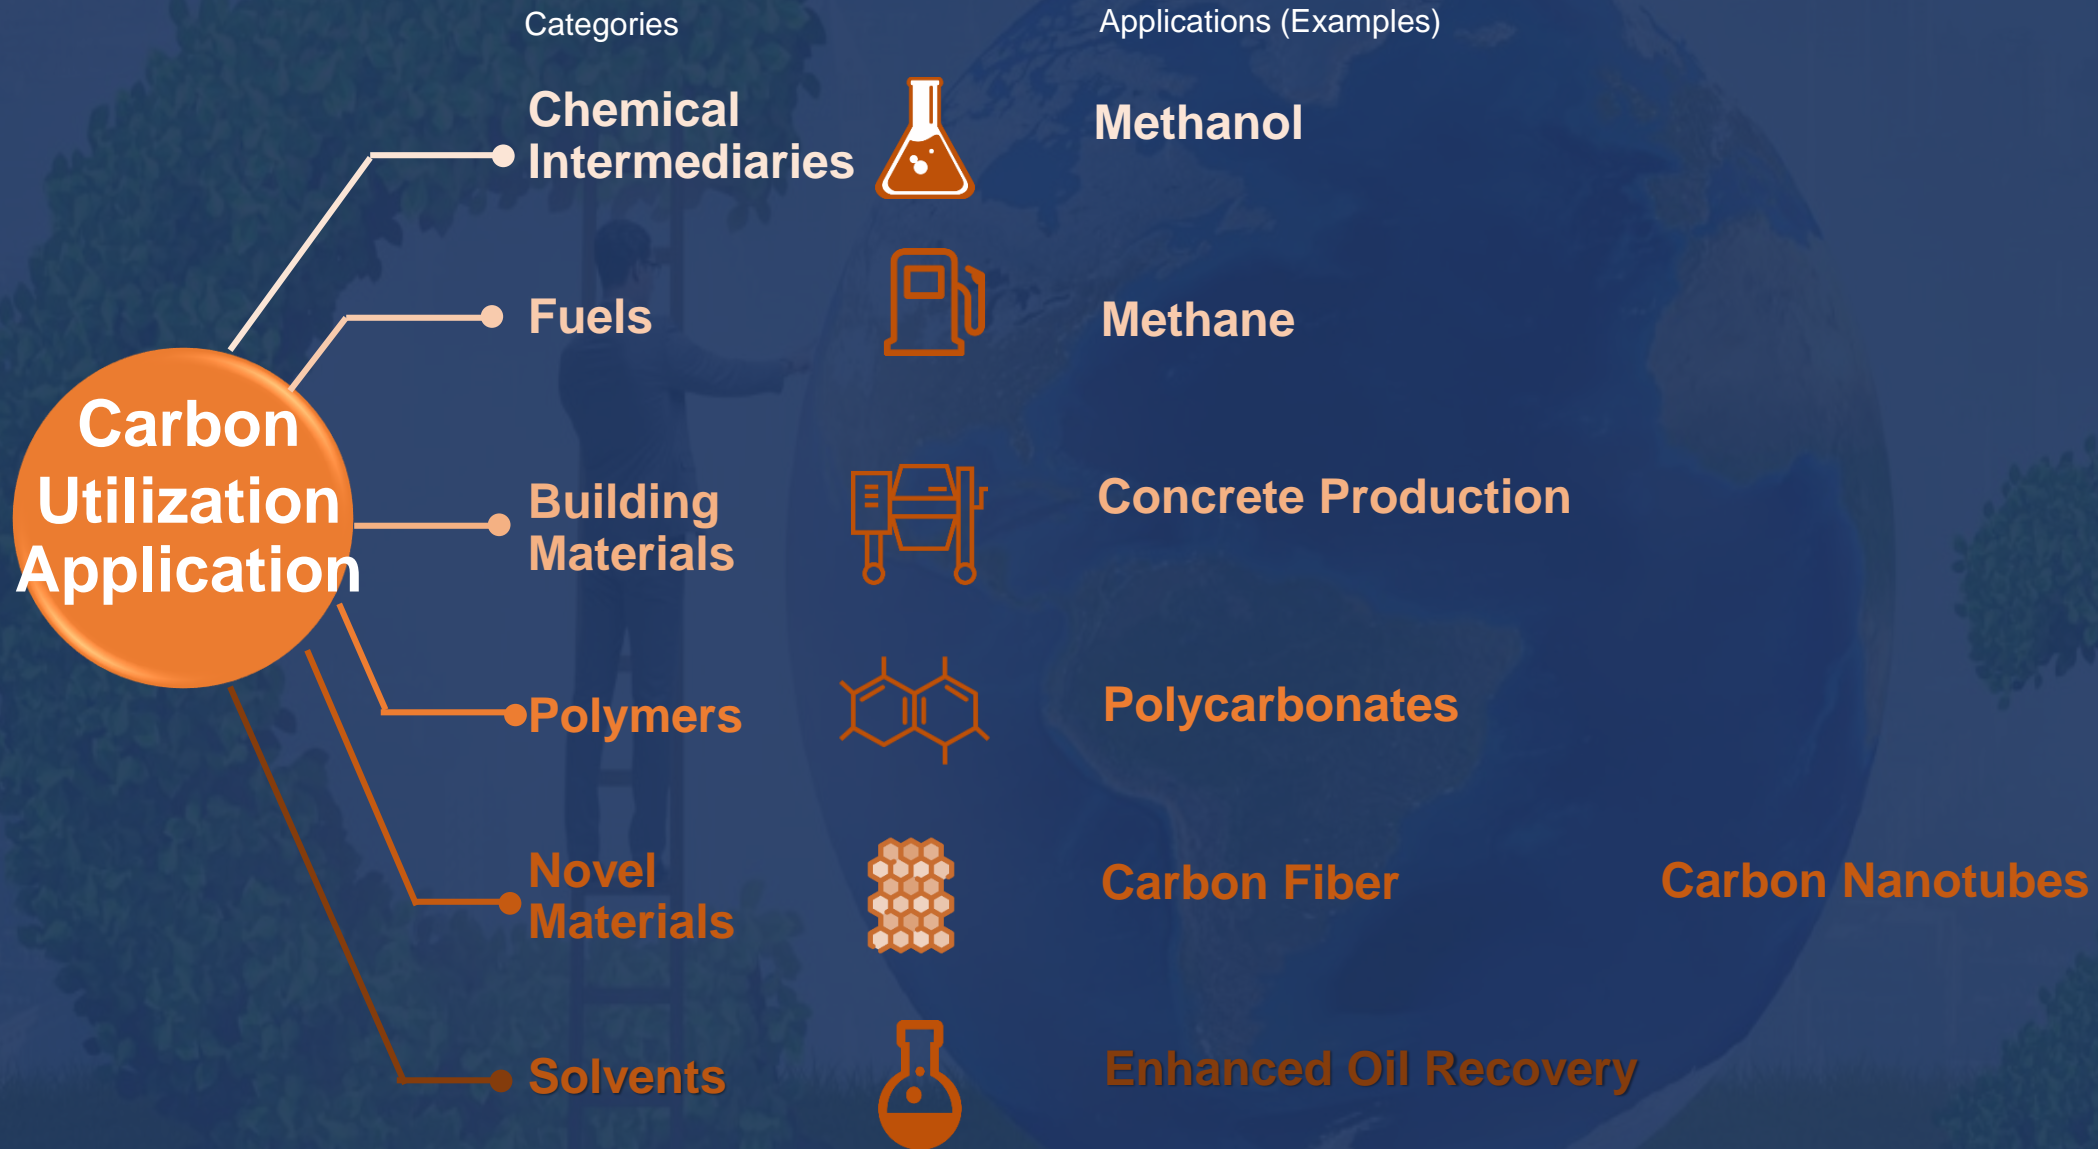 Categories
Applications (Examples)
Carbon
Utilization
Application
Chemical
Intermediaries
Methanol
Fuels
Methane
Building
Materials
Concrete Production
Polymers
Polycarbonates
Novel
Materials
Carbon Fiber
Carbon Nanotubes
Solvents
Enhanced Oil Recovery